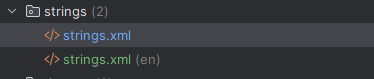 strings (2)
</> strings.xml
</> strings.xml (en)